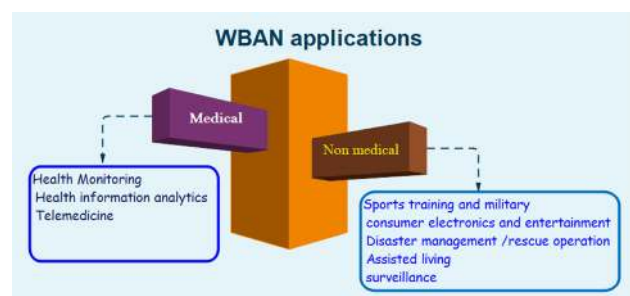 WBAN applications
Medical
Non medical
Health Monitoring
Health information analytics
Telemedicine
Sports training and military
consumer electronics and entertainment
Disaster management /rescue operation
Assisted living
surveillance